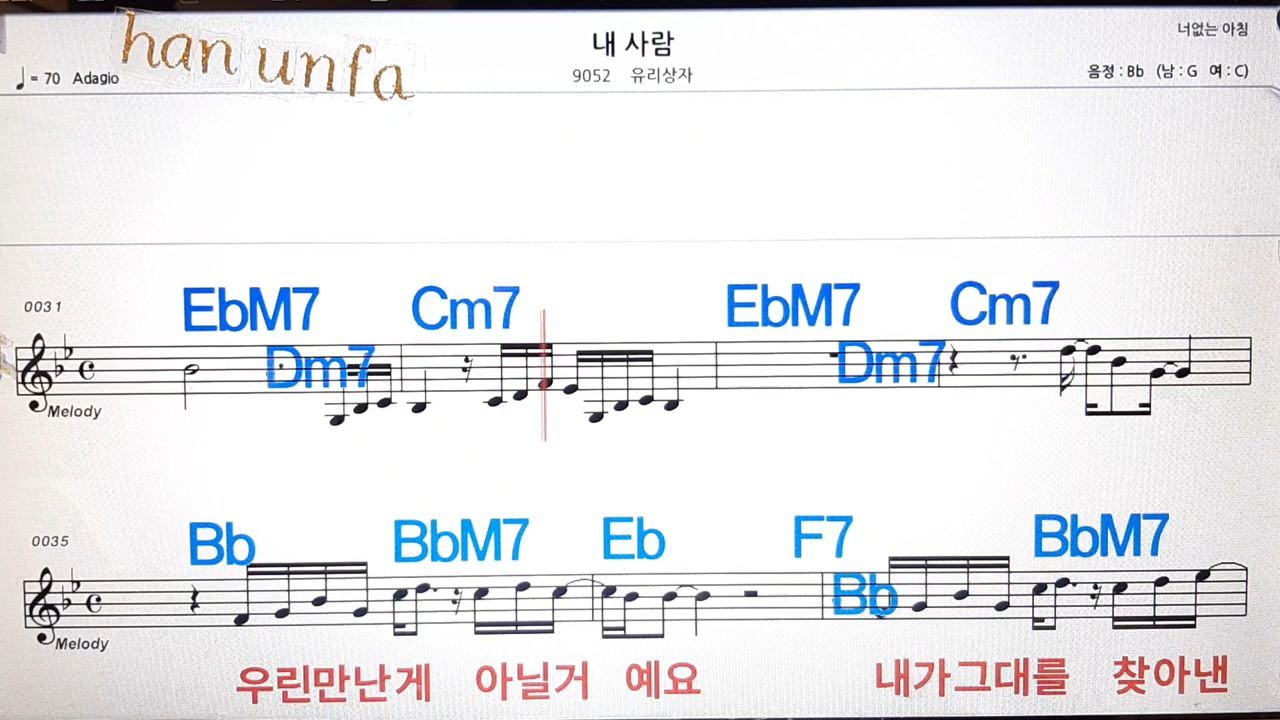 han unfa
내 사람
너없는 아침
♩= 70 Adagio
9052 유리상자
음정 : Bb (남 : G 여 : C)
0031
EbM7 Cm7 EbM7 Cm7
Dm7 Dm7
Melody
0035
Bb BbM7 Eb F7 BbM7
Bb
Melody
우린만난게 아닐거 예요 내가그대를 찾아낸